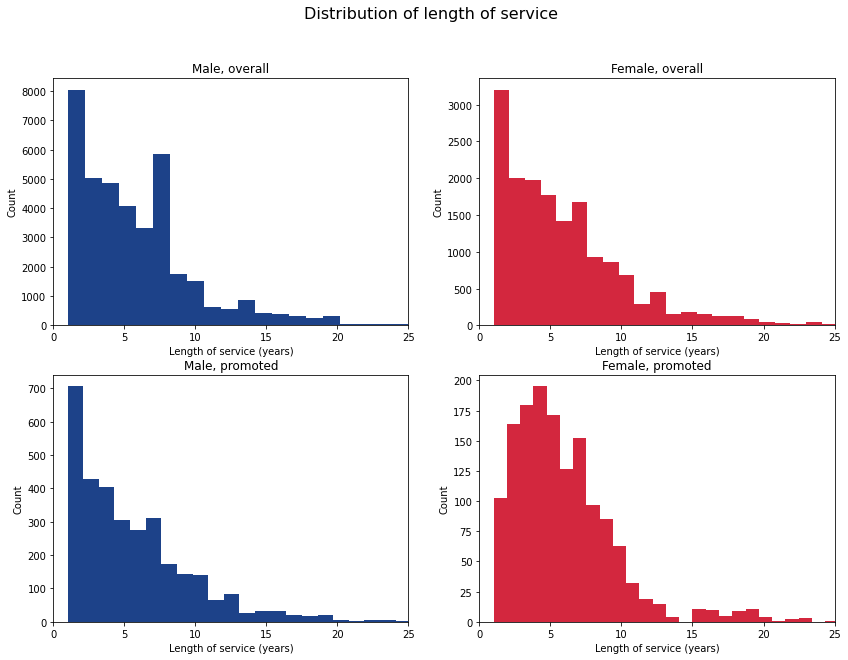 Distribution of length of service
Male, overall
8000
7000
6000
5000
4000
3000
2000
1000
0
Count
0 5 10 15 20 25
Length of service (years)
Female, overall
3000
2500
2000
1500
1000
500
0
Count
0 5 10 15 20 25
Length of service (years)
Male, promoted
700
600
500
400
300
200
100
0
Count
0 5 10 15 20 25
Length of service (years)
Female, promoted
200
175
150
125
100
75
50
25
0
Count
0 5 10 15 20 25
Length of service (years)